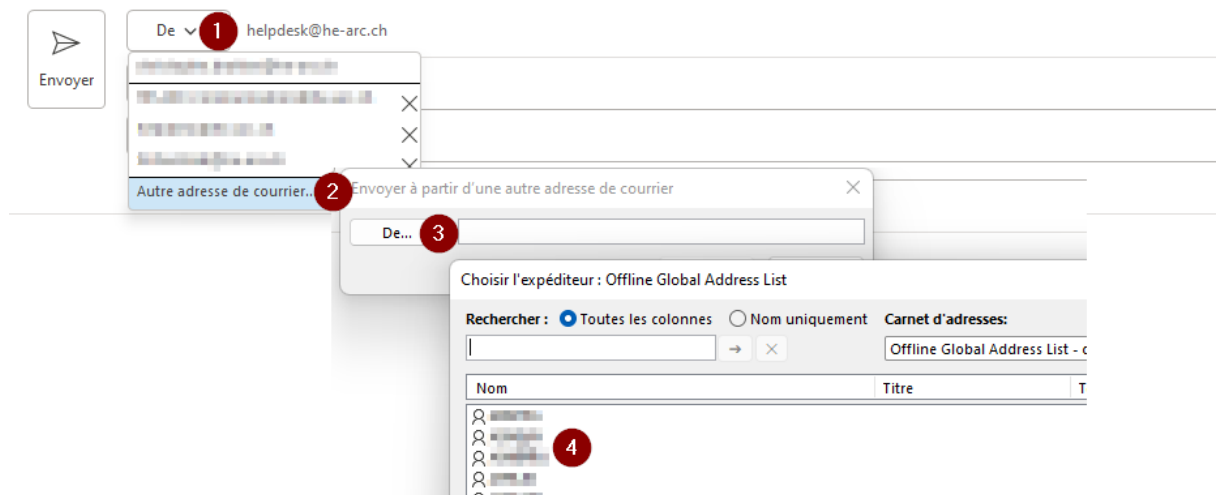 De 1 helpdesk@he-arc.ch
Envoyer
Autre adresse de courrier... 2
Envoyer à partir d'une autre adresse de courrier
De... 3
Choisir l'expéditeur : Offline Global Address List
Rechercher : Toutes les colonnes Nom uniquement Carnet d'adresses:
Offline Global Address List -
Nom Titre T
4